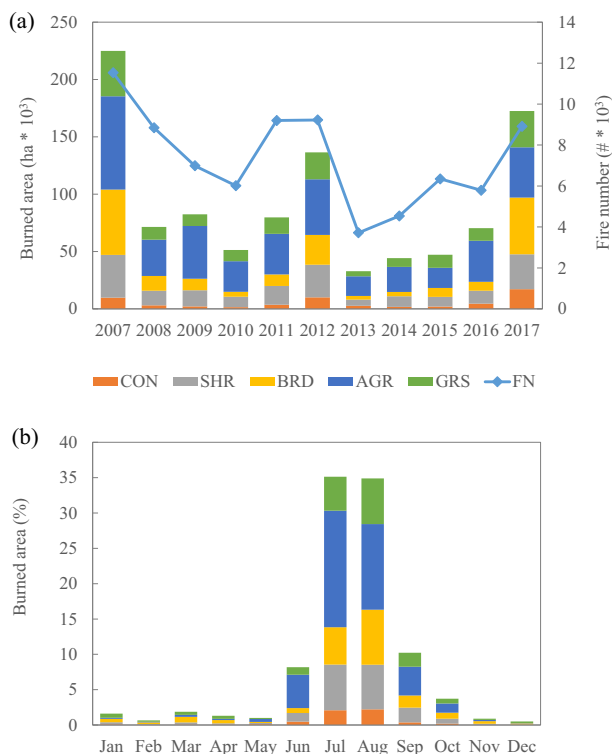 (a)
250
200
150
100
50
0
Burned area (ha * 10³)
14
12
10
8
6
4
2
0
Fire number (# * 10³)
2007 2008 2009 2010 2011 2012 2013 2014 2015 2016 2017
CON SHR BRD AGR GRS FN
(b)
40
35
30
25
20
15
10
5
0
Burned area (%)
Jan Feb Mar Apr May Jun Jul Aug Sep Oct Nov Dec